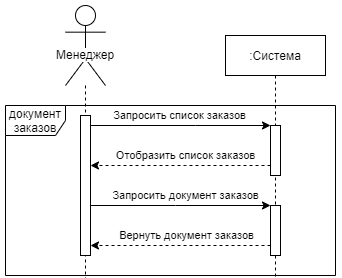 Менеджер
:Система
документ
заказов
Запросить список заказов
Отобразить список заказов
Запросить документ заказов
Вернуть документ заказов